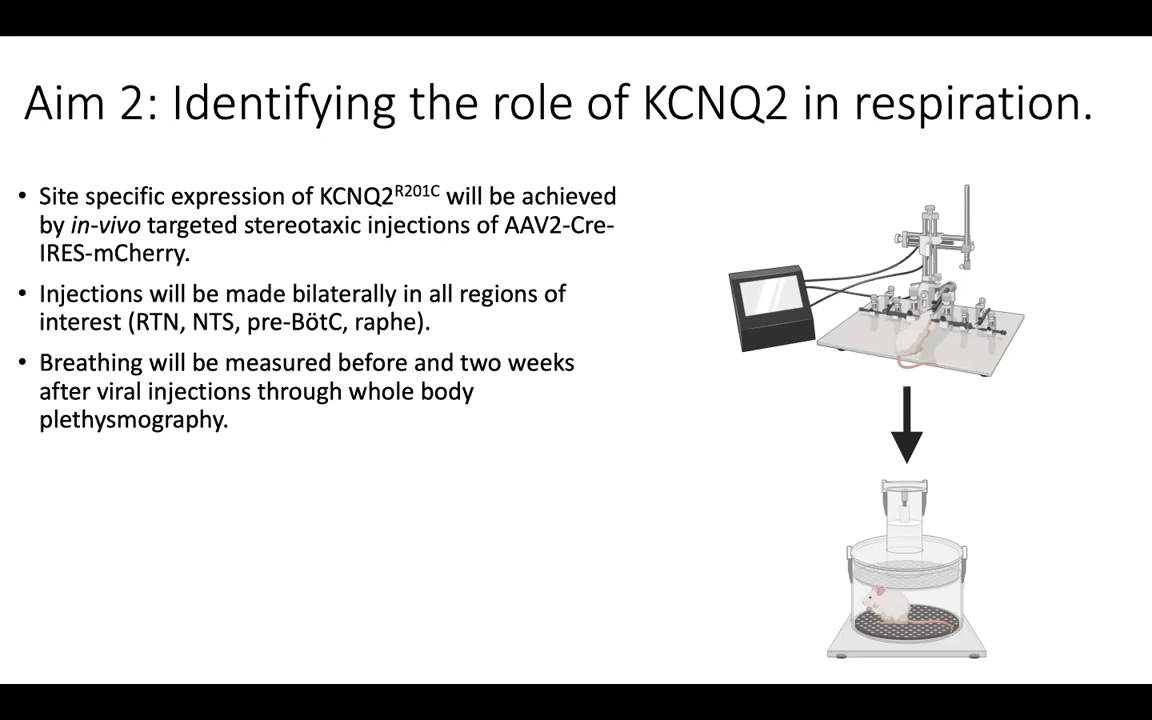 Aim 2: Identifying the role of KCNQ2 in respiration.
• Site specific expression of KCNQ2R201C will be achieved
by in-vivo targeted stereotaxic injections of AAV2-Cre-
IRES-mCherry.
• Injections will be made bilaterally in all regions of
interest (RTN, NTS, pre-BötC, raphe).
• Breathing will be measured before and two weeks
after viral injections through whole body
plethysmography.